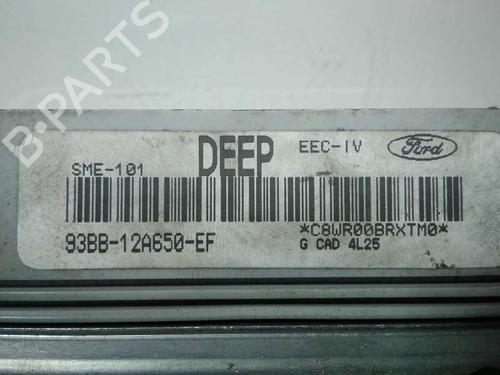 B-PARTS
DEEP EEC-IV Ford
SME-101
93BB-12A650-EF
*C8WR00BRXTM0*
G CAD 4L25